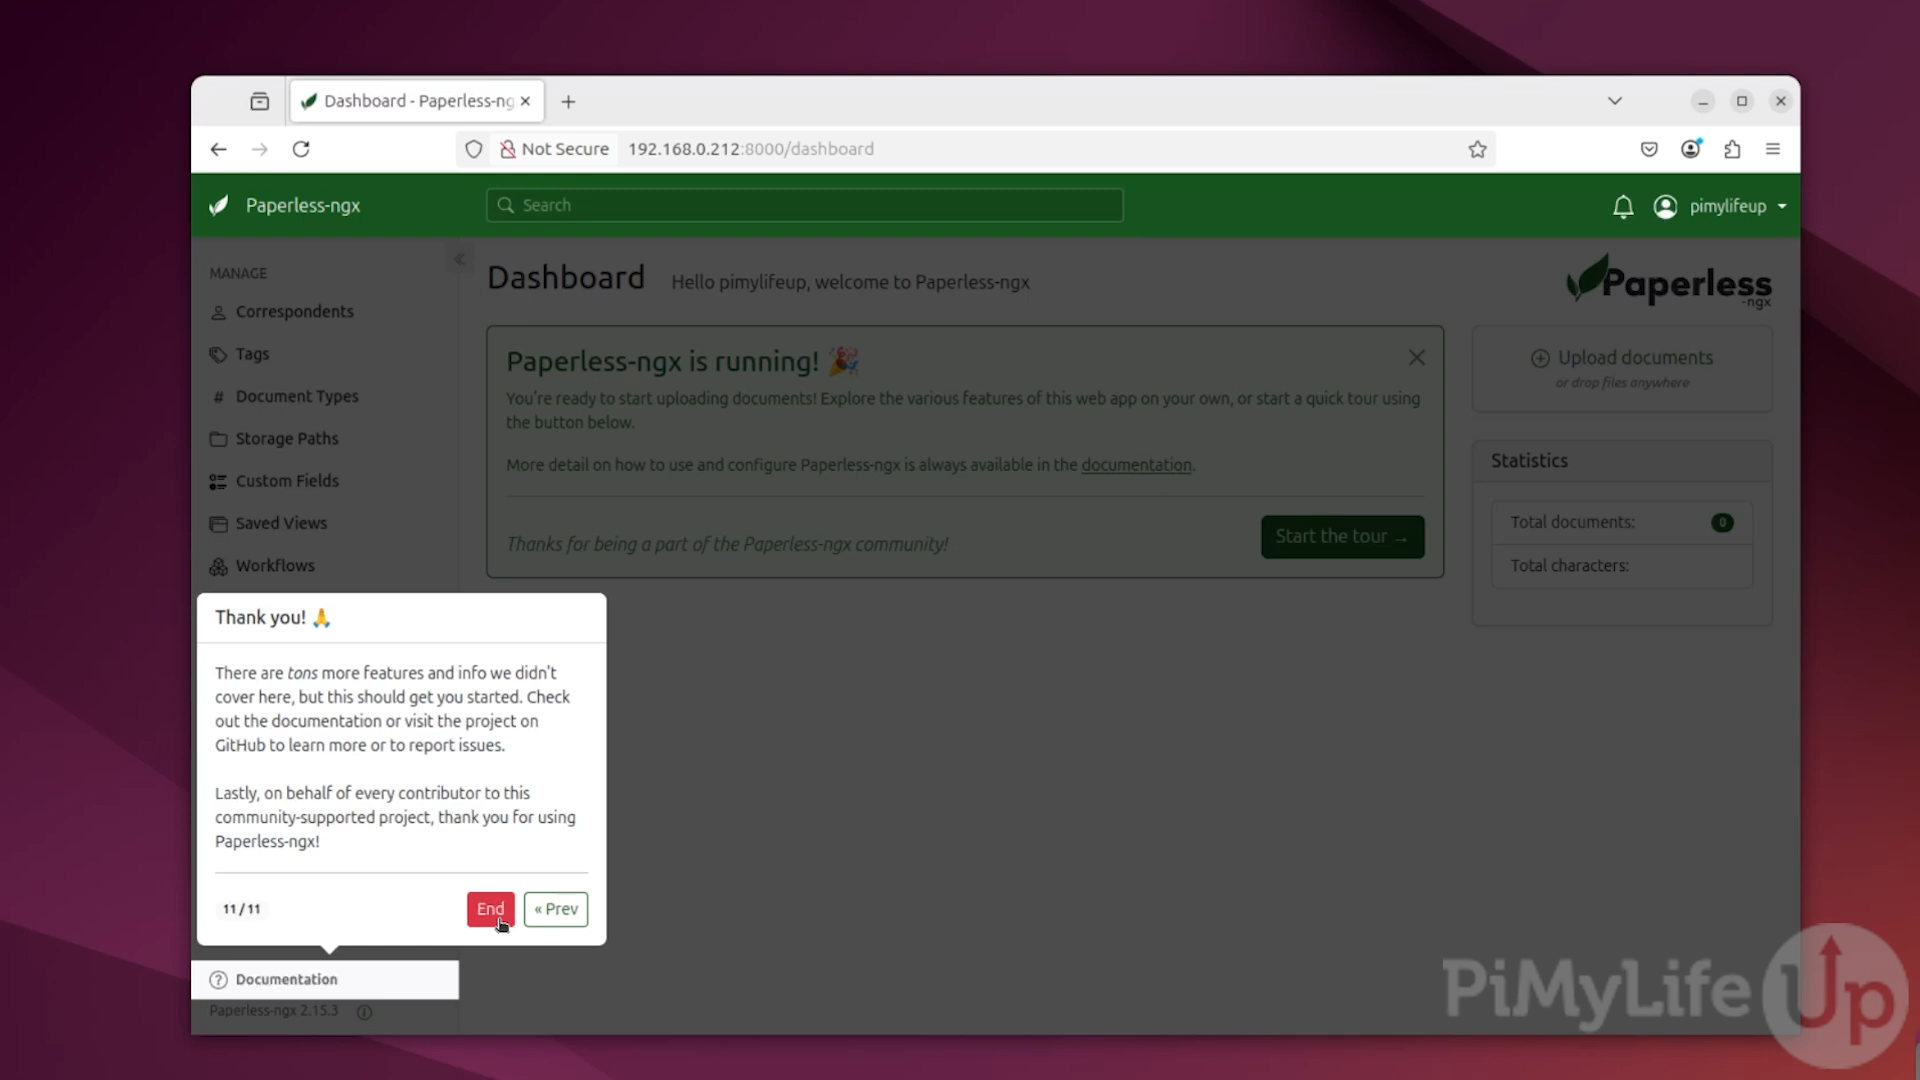 Dashboard - Paperless-ng
Not Secure
192.168.0.212:8000/dashboard
Paperless-ngx
Search
pimylifeup
MANAGE
Correspondents
Tags
Document Types
Storage Paths
Custom Fields
Saved Views
Workflows
Dashboard
Hello pimylifeup, welcome to Paperless-ngx
Paperless-ngx is running! 🎉
You're ready to start uploading documents! Explore the various features of this web app on your own, or start a quick tour using
the button below.
More detail on how to use and configure Paperless-ngx is always available in the documentation.
Thanks for being a part of the Paperless-ngx community!
Start the tour →
Paperless
-ngx
Upload documents
or drop files anywhere
Statistics
Total documents: 0
Total characters:
Thank you! 🙏
There are tons more features and info we didn't
cover here, but this should get you started. Check
out the documentation or visit the project on
GitHub to learn more or to report issues.
Lastly, on behalf of every contributor to this
community-supported project, thank you for using
Paperless-ngx!
11/11
End
« Prev
Documentation
Paperless-ngx 2.15.3
PiMyLifeUp